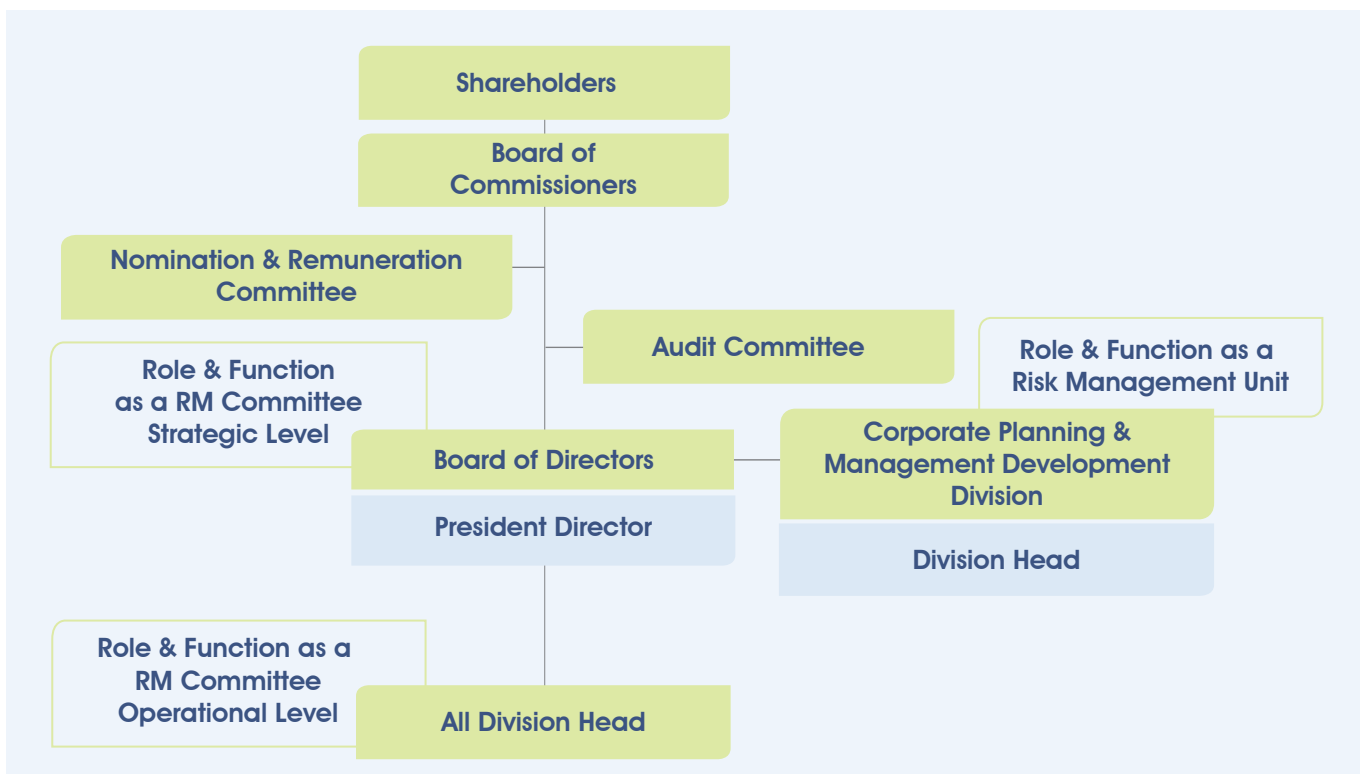 Shareholders
Board of
Commissioners
Nomination & Remuneration
Committee
Audit Committee
Role & Function as a
Risk Management Unit
Role & Function
as a RM Committee
Strategic Level
Board of Directors
President Director
Corporate Planning &
Management Development
Division
Division Head
Role & Function as a
RM Committee
Operational Level
All Division Head